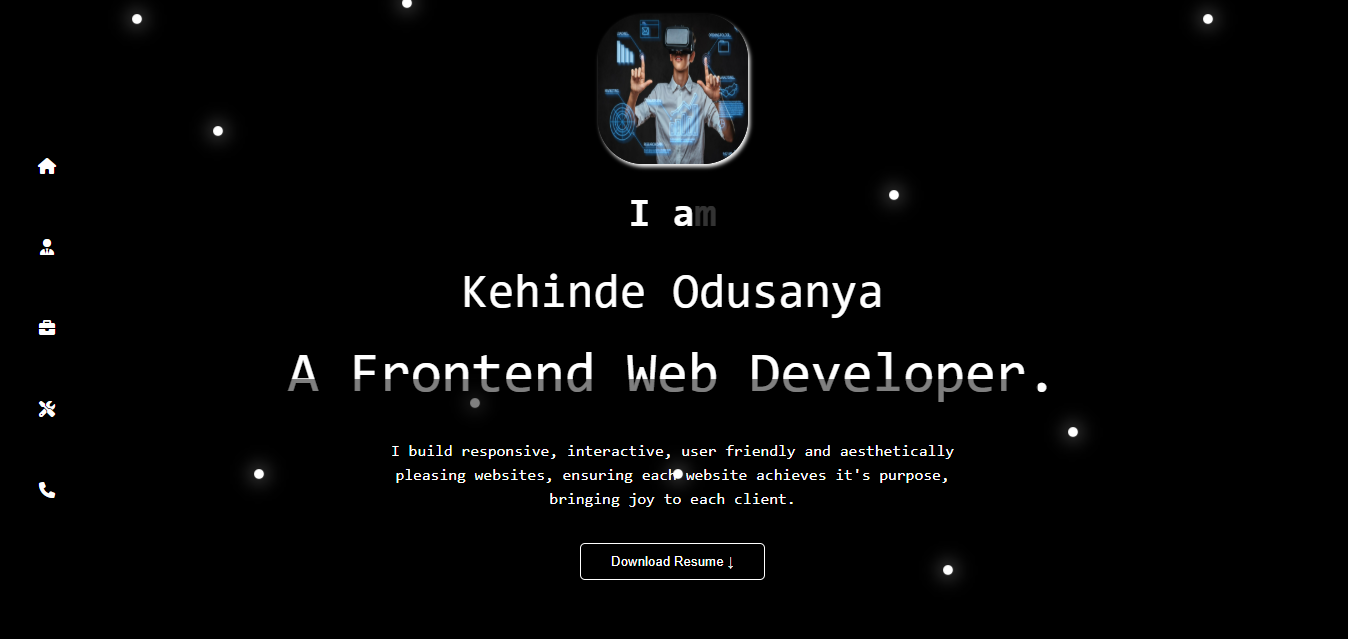 I am
Kehinde Odusanya
A Frontend Web Developer.
I build responsive, interactive, user friendly and aesthetically
pleasing websites, ensuring each website achieves it's purpose,
bringing joy to each client.
Download Resume ↓